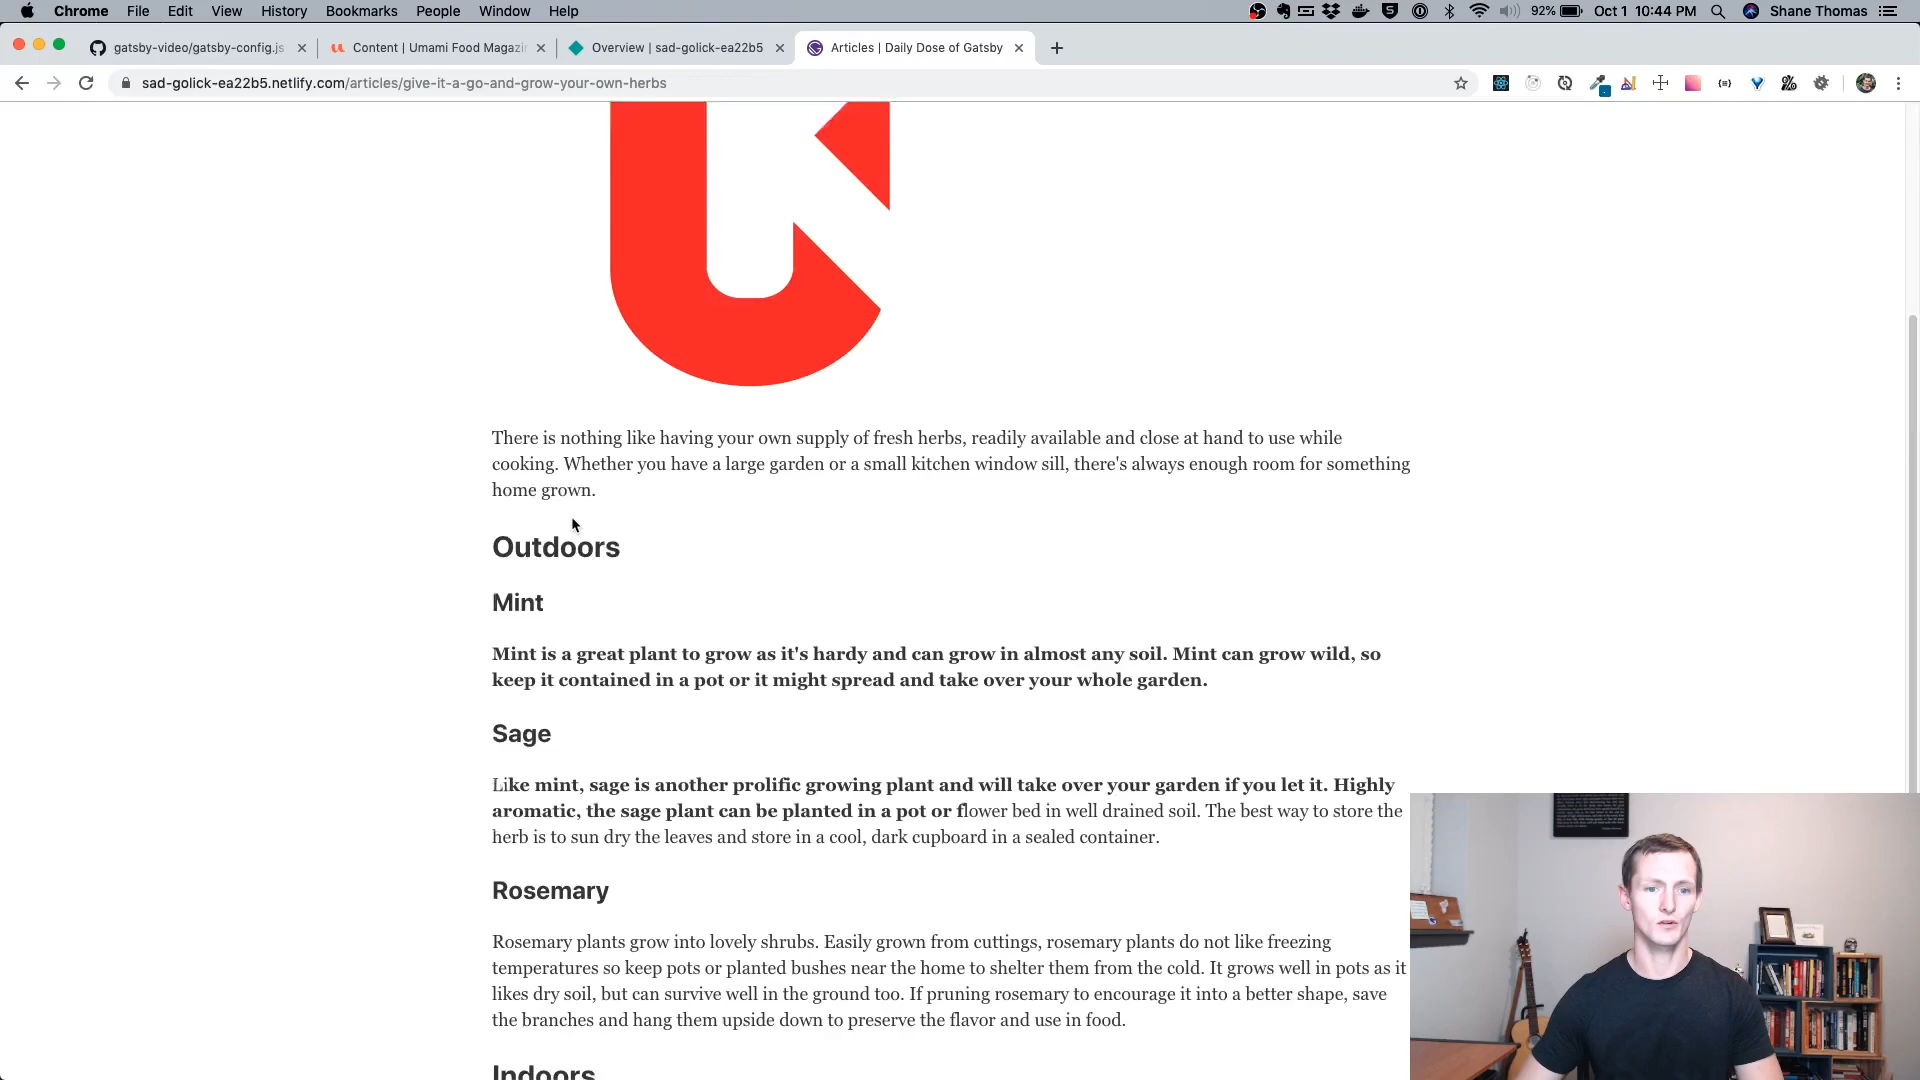 Chrome File Edit View History Bookmarks People Window Help 92% Oct 1 10:44 PM Shane Thomas
gatsby-video/gatsby-config.js Content | Umami Food Magazi Overview | sad-golick-ea22b5 Articles | Daily Dose of Gatsby
sad-golick-ea22b5.netlify.com/articles/give-it-a-go-and-grow-your-own-herbs
There is nothing like having your own supply of fresh herbs, readily available and close at hand to use while
cooking. Whether you have a large garden or a small kitchen window sill, there's always enough room for something
home grown.
Outdoors
Mint
Mint is a great plant to grow as it's hardy and can grow in almost any soil. Mint can grow wild, so
keep it contained in a pot or it might spread and take over your whole garden.
Sage
Like mint, sage is another prolific growing plant and will take over your garden if you let it. Highly
aromatic, the sage plant can be planted in a pot or flower bed in well drained soil. The best way to store the
herb is to sun dry the leaves and store in a cool, dark cupboard in a sealed container.
Rosemary
Rosemary plants grow into lovely shrubs. Easily grown from cuttings, rosemary plants do not like freezing
temperatures so keep pots or planted bushes near the home to shelter them from the cold. It grows well in pots as it
likes dry soil, but can survive well in the ground too. If pruning rosemary to encourage it into a better shape, save
the branches and hang them upside down to preserve the flavor and use in food.
Indoors